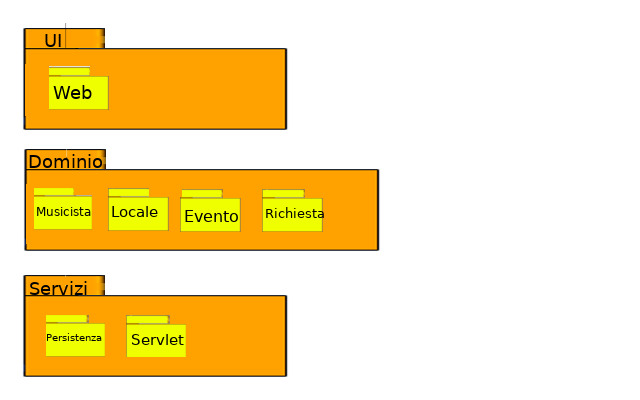 UI
Web
Dominio
Musicista Locale Evento Richiesta
Servizi
Persistenza Servlet